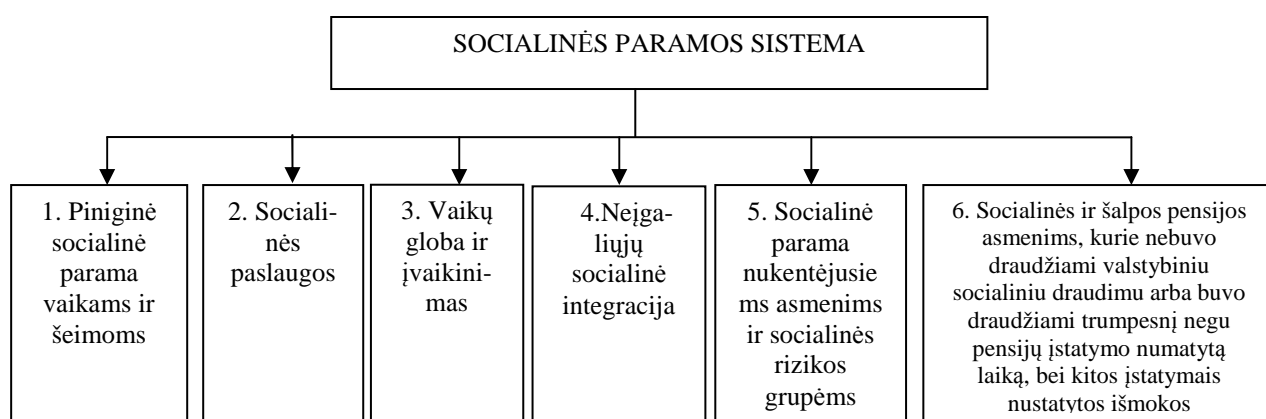 SOCIALINĖS PARAMOS SISTEMA
1. Piniginė
socialinė
parama
vaikams ir
šeimoms
2. Sociali-
nės
paslaugos
3. Vaikų
globa ir
įvaikini-
mas
4.Neįga-
liųjų
socialinė
integracija
5. Socialinė
parama
nukentėjusie
ms asmenims
ir socialinės
rizikos
grupėms
6. Socialinės ir šalpos pensijos
asmenims, kurie nebuvo
draudžiami valstybiniu
socialiniu draudimu arba buvo
draudžiami trumpesnį negu
pensijų įstatymo numatytą
laiką, bei kitos įstatymais
nustatytos išmokos